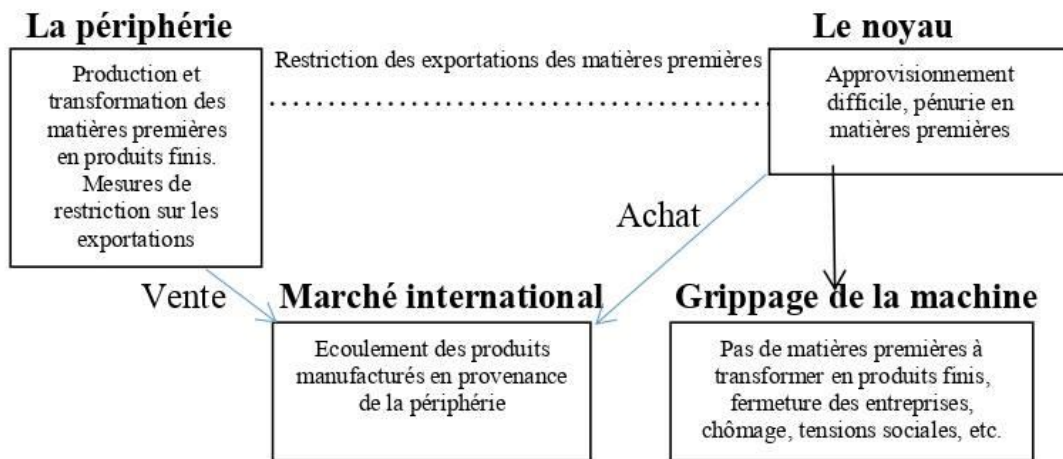 La périphérie
Production et
transformation des
matières premières
en produits finis.
Mesures de
restriction sur les
exportations
Restriction des exportations des matières premières
Le noyau
Approvisionnement
difficile, pénurie en
matières premières
Achat
Vente
Marché international
Ecoulement des produits
manufacturés en provenance
de la périphérie
Grippage de la machine
Pas de matières premières à
transformer en produits finis,
fermeture des entreprises,
chômage, tensions sociales, etc.